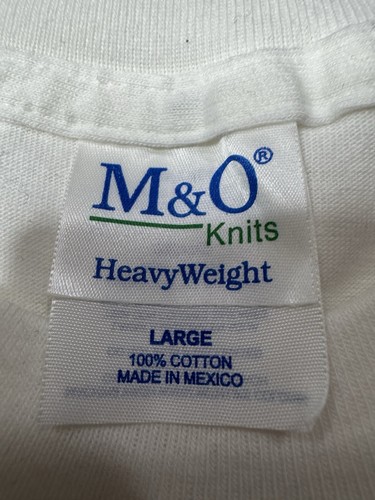 M&O®
Knits
HeavyWeight
LARGE
100% COTTON
MADE IN MEXICO